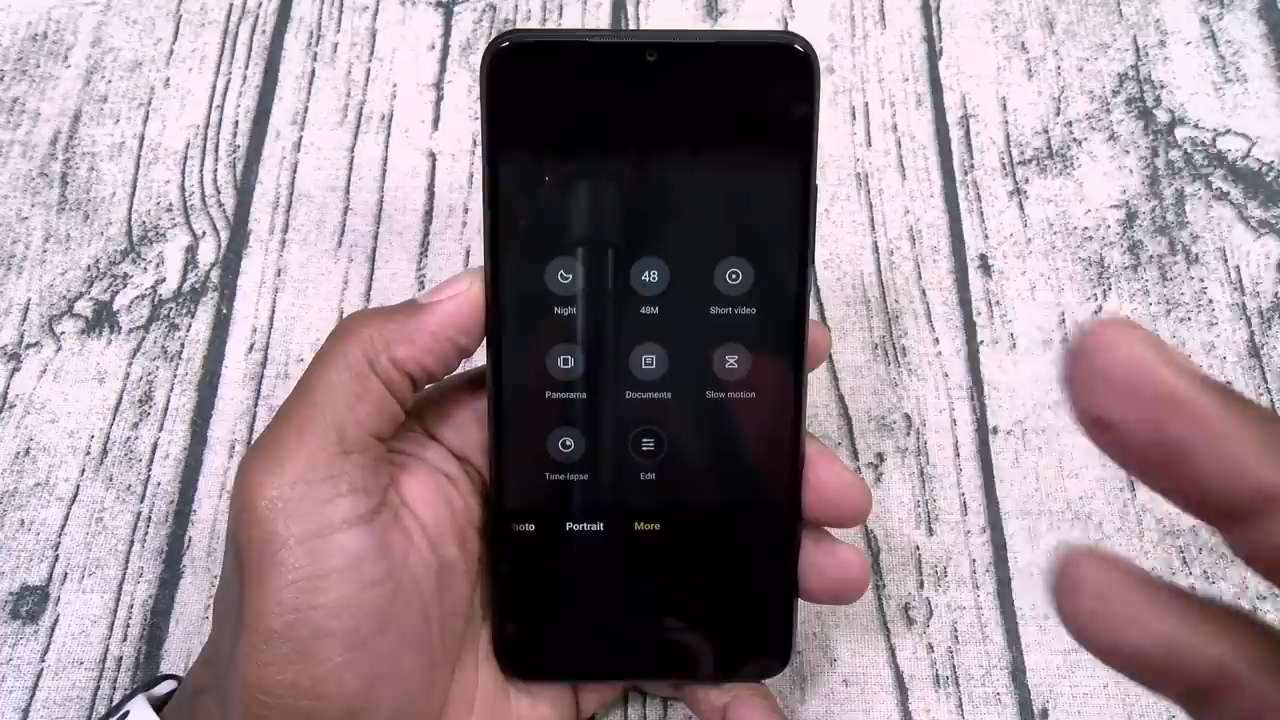 48
Night 48M Short video
Panorama Documents Slow motion
Time-lapse Edit
hoto Portrait More